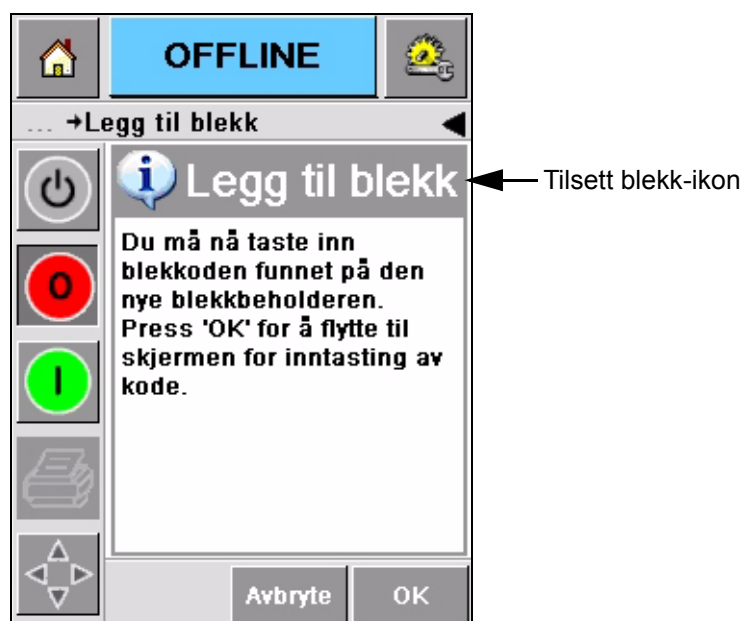 OFFLINE
... →Legg til blekk
Legg til blekk
Tilsett blekk-ikon
Du må nå taste inn
blekkoden funnet på den
nye blekkbeholderen.
Press 'OK' for å flytte til
skjermen for inntasting av
kode.
Avbryte
OK